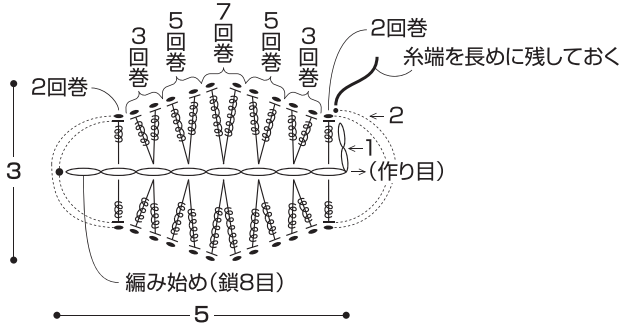 7回巻
5回巻
5回巻
3回巻
3回巻
2回巻
糸端を長めに残しておく
2回巻
2
1
(作り目)
3
編み始め(鎖8目)
5